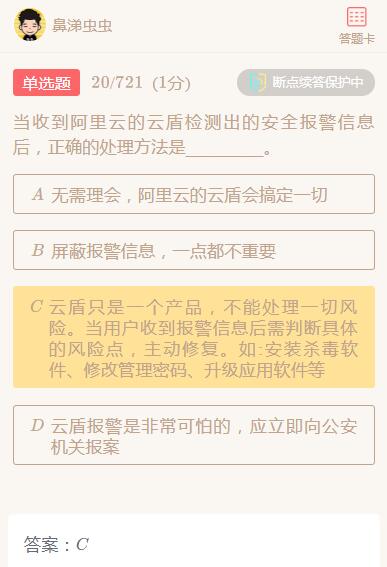 鼻涕虫虫
答题卡
单选题 20/721 (1分) 断点续答保护中
当收到阿里云的云盾检测出的安全报警信息
后，正确的处理方法是________。
A 无需理会，阿里云的云盾会搞定一切
B 屏蔽报警信息，一点都不重要
C 云盾只是一个产品，不能处理一切风
险。当用户收到报警信息后需判断具体
的风险点，主动修复。如:安装杀毒软
件、修改管理密码、升级应用软件等
D 云盾报警是非常可怕的，应立即向公安
机关报案
答案：C